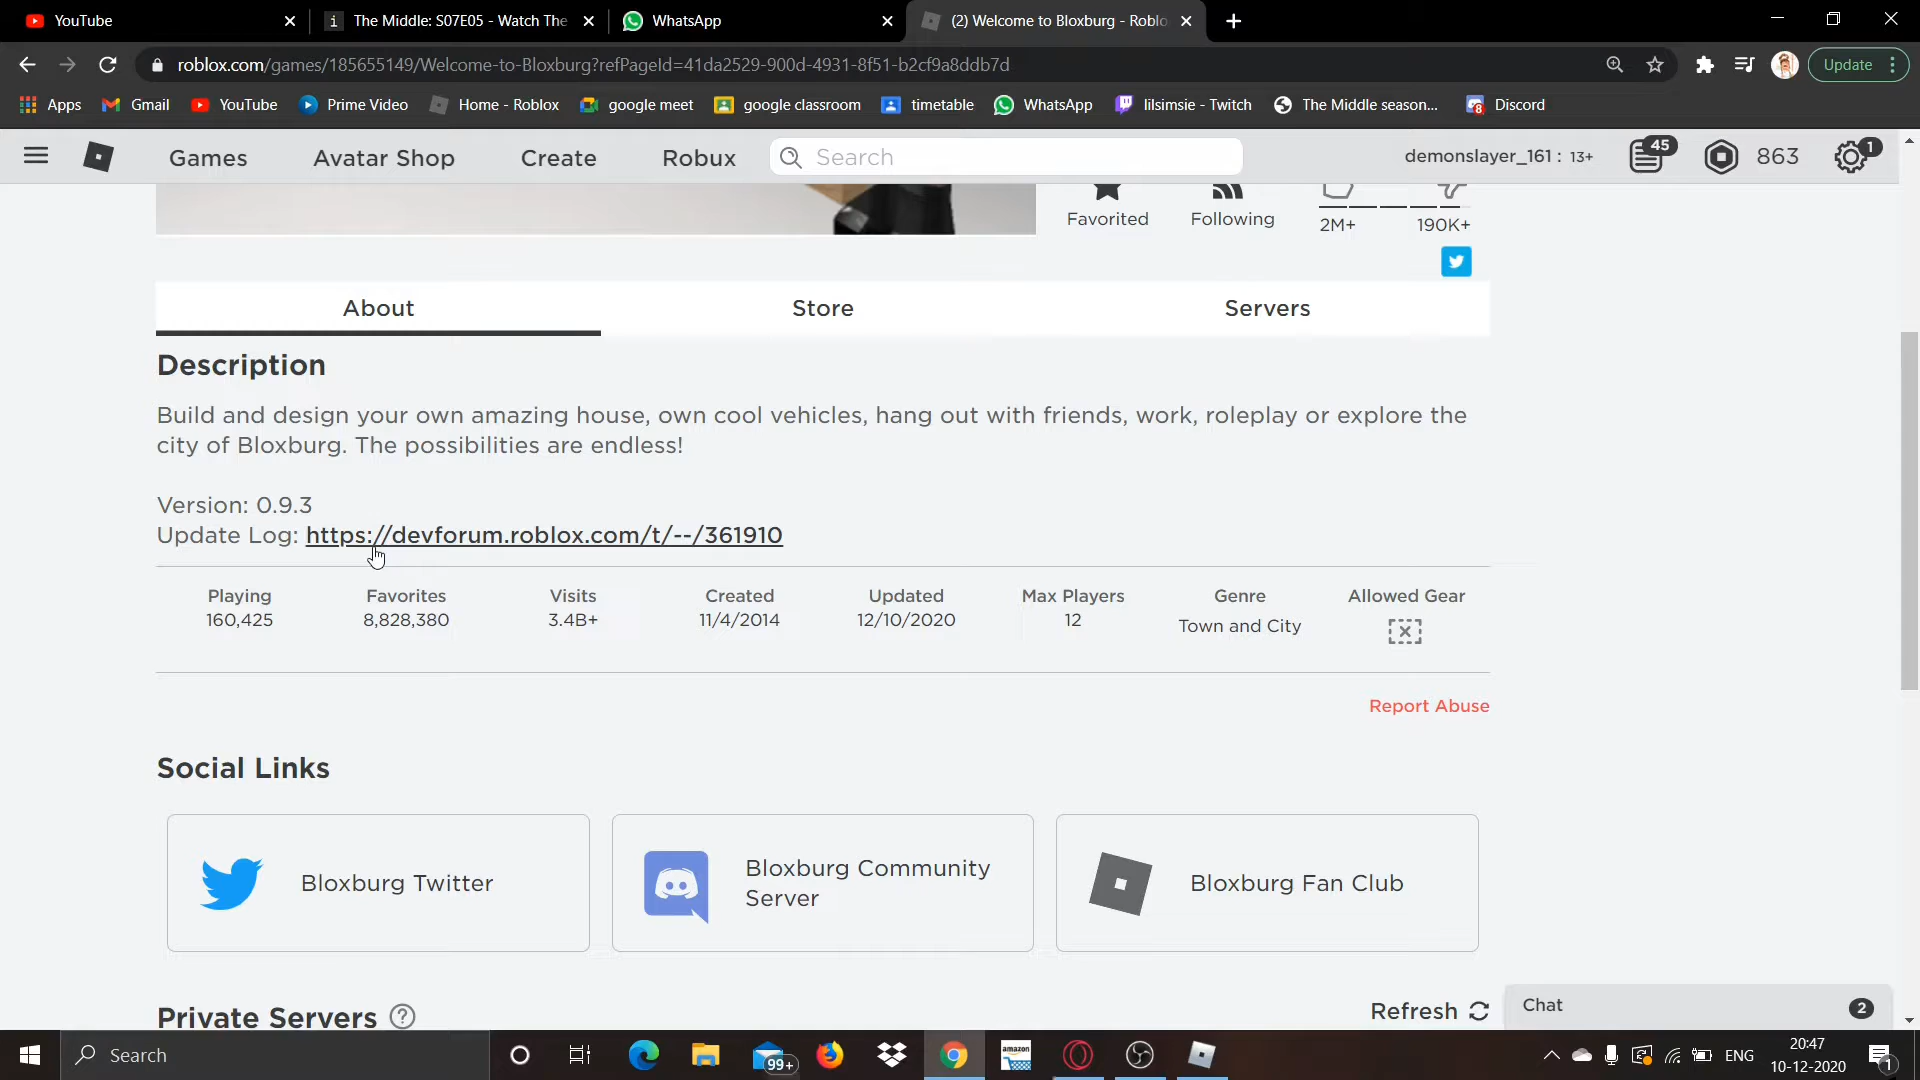 YouTube
The Middle: S07E05 - Watch The
WhatsApp
(2) Welcome to Bloxburg - Roblo
roblox.com/games/185655149/Welcome-to-Bloxburg?refPageId=41da2529-900d-4931-8f51-b2cf9a8ddb7d
Update
Apps
Gmail
YouTube
Prime Video
Home - Roblox
google meet
google classroom
timetable
WhatsApp
lilsimsie - Twitch
The Middle season...
8
Discord
Games
Avatar Shop
Create
Robux
Search
demonslayer_161 : 13+
45
863
1
Favorited
Following
2M+
190K+
About
Store
Servers
Description
Build and design your own amazing house, own cool vehicles, hang out with friends, work, roleplay or explore the
city of Bloxburg. The possibilities are endless!
Version: 0.9.3
Update Log: https://devforum.roblox.com/t/--/361910
Playing
Favorites
Visits
Created
Updated
Max Players
Genre
Allowed Gear
160,425
8,828,380
3.4B+
11/4/2014
12/10/2020
12
Town and City
Report Abuse
Social Links
Bloxburg Twitter
Bloxburg Community
Server
Bloxburg Fan Club
Private Servers
?
Refresh
Chat
2
Search
99+
amazon
ENG
20:47
10-12-2020
1